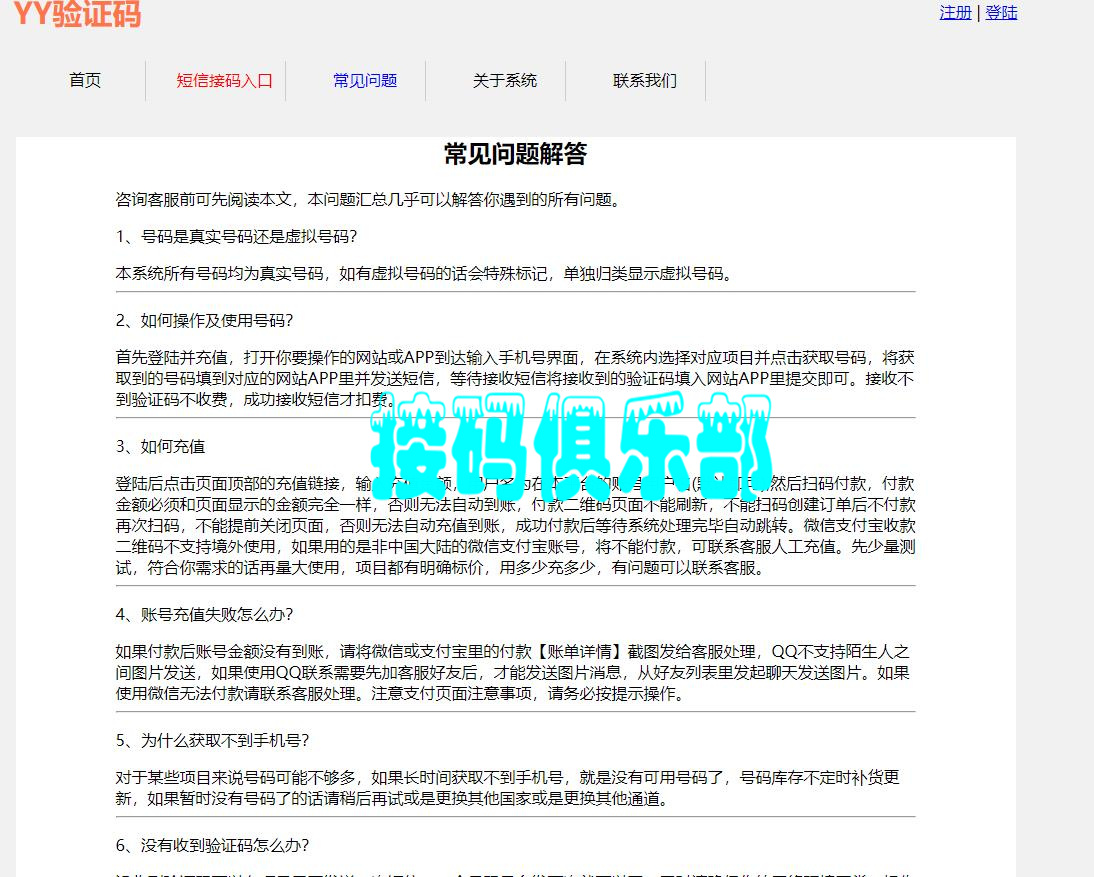 YY验证码
注册 | 登陆
首页 短信接码入口 常见问题 关于系统 联系我们
常见问题解答
咨询客服前可先阅读本文，本问题汇总几乎可以解答你遇到的所有问题。
1、号码是真实号码还是虚拟号码？
本系统所有号码均为真实号码，如有虚拟号码的话会特殊标记，单独归类显示虚拟号码。
2、如何操作及使用号码？
首先登陆并充值，打开你要操作的网站或APP到达输入手机号界面，在系统内选择对应项目并点击获取号码，将获
取到的号码填到对应的网站APP里并发送短信，等待接收短信将接收到的验证码填入网站APP里提交即可。接收不
到验证码不收费，成功接收短信才扣费。
接码俱乐部
3、如何充值
登陆后点击页面顶部的充值链接，输 然后扫码付款，付款
金额必须和页面显示的金额完全一样，否则无法自动到账，付款二维码页面不能刷新，不能扫码创建订单后不付款
再次扫码，不能提前关闭页面，否则无法自动充值到账，成功付款后等待系统处理完毕自动跳转。微信支付宝收款
二维码不支持境外使用，如果用的是非中国大陆的微信支付宝账号，将不能付款，可联系客服人工充值。先少量测
试，符合你需求的话再量大使用，项目都有明确标价，用多少充多少，有问题可以联系客服。
4、账号充值失败怎么办？
如果付款后账号金额没有到账，请将微信或支付宝里的付款【账单详情】截图发给客服处理，QQ不支持陌生人之
间图片发送，如果使用QQ联系需要先加客服好友后，才能发送图片消息，从好友列表里发起聊天发送图片。如果
使用微信无法付款请联系客服处理。注意支付页面注意事项，请务必按提示操作。
5、为什么获取不到手机号？
对于某些项目来说号码可能不够多，如果长时间获取不到手机号，就是没有可用号码了，号码库存不定时补货更
新，如果暂时没有号码了的话请稍后再试或是更换其他国家或是更换其他通道。
6、没有收到验证码怎么办？